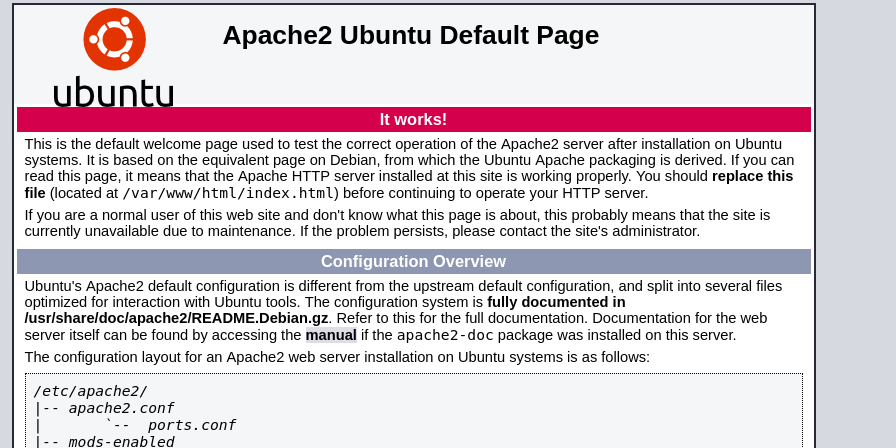 ubuntu
Apache2 Ubuntu Default Page
It works!
This is the default welcome page used to test the correct operation of the Apache2 server after installation on Ubuntu
systems. It is based on the equivalent page on Debian, from which the Ubuntu Apache packaging is derived. If you can
read this page, it means that the Apache HTTP server installed at this site is working properly. You should replace this
file (located at /var/www/html/index.html) before continuing to operate your HTTP server.
If you are a normal user of this web site and don't know what this page is about, this probably means that the site is
currently unavailable due to maintenance. If the problem persists, please contact the site's administrator.
Configuration Overview
Ubuntu's Apache2 default configuration is different from the upstream default configuration, and split into several files
optimized for interaction with Ubuntu tools. The configuration system is fully documented in
/usr/share/doc/apache2/README.Debian.gz. Refer to this for the full documentation. Documentation for the web
server itself can be found by accessing the manual if the apache2-doc package was installed on this server.
The configuration layout for an Apache2 web server installation on Ubuntu systems is as follows:
/etc/apache2/
|-- apache2.conf
|       `--  ports.conf
|-- mods-enabled